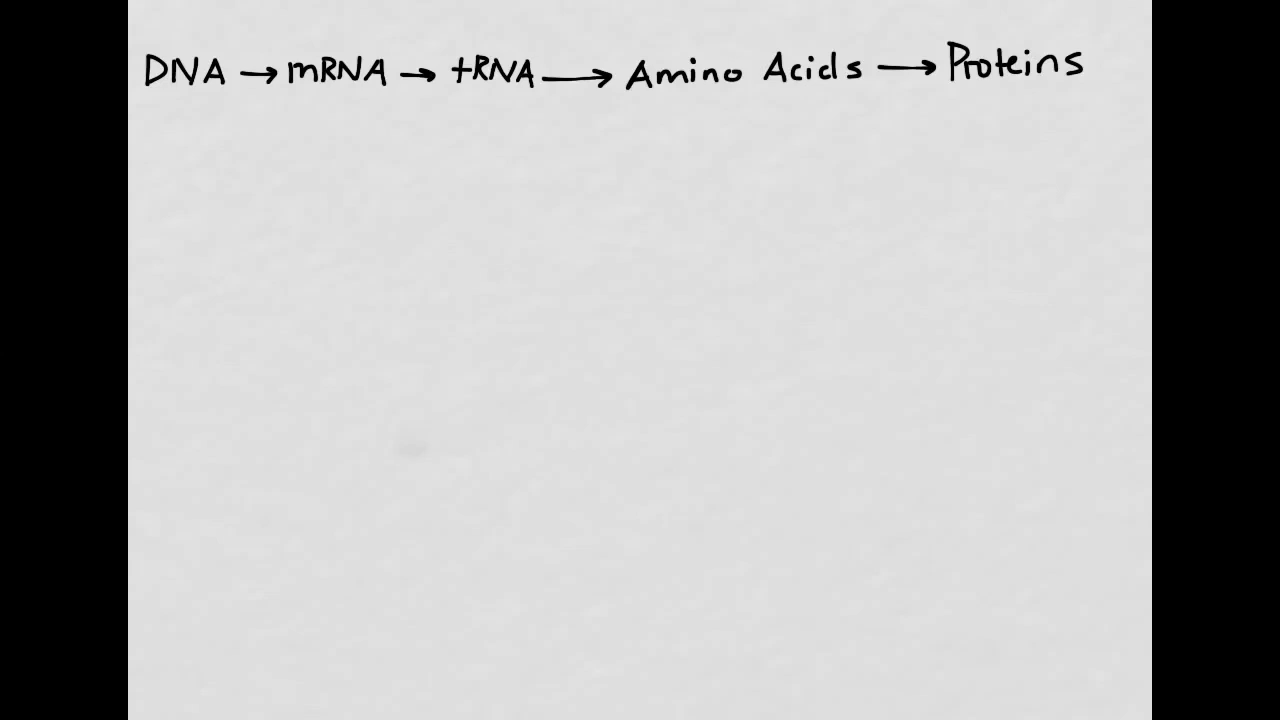 DNA → mRNA → tRNA → Amino Acids → Proteins